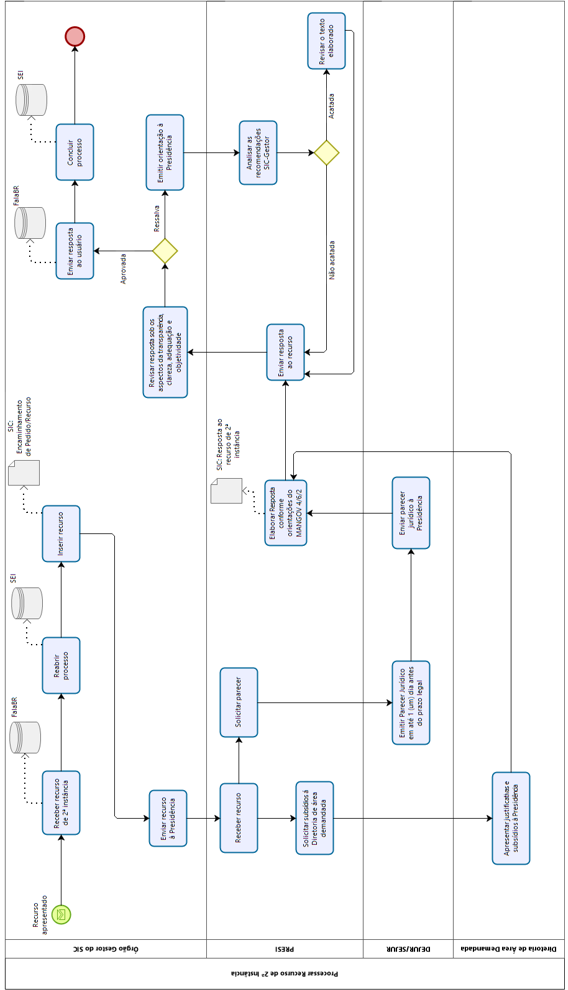 Processar Recurso de 2ª Instância
Órgão Gestor do SIC
PRESI
DEJUR/SEJUR
Diretoria de Área Demandada
Recurso
apresentado
Receber recurso
de 2ª instância
FalaBR
Reabrir
processo
SEI
Inserir recurso
SIC:
Encaminhamento
de Pedido/Recurso
Enviar recurso
à Presidência
Receber recurso
Solicitar parecer
Solicitar subsídios à
Diretoria de área
demandada
Emitir Parecer Jurídico
em até 1 (um) dia antes
do prazo legal
Enviar parecer
jurídico à
Presidência
Apresentar justificativas e
subsídios à Presidência
Elaborar Resposta
conforme
orientações do
MANGOV 4/6/2
SIC: Resposta ao
recurso de 2ª
instância
Enviar resposta
ao recurso
Revisar resposta sob os
aspectos da transparência,
clareza, adequação e
objetividade
Aprovada
Ressalva
Enviar resposta
ao usuário
FalaBR
Concluir
processo
SEI
Emitir orientação à
Presidência
Analisar as
recomendações
SIC-Gestor
Não acatada
Acatada
Revisar o texto
elaborado